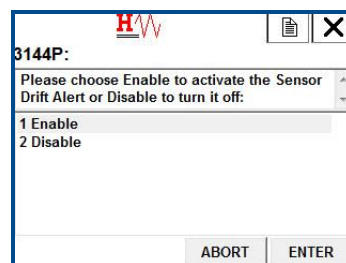 H
3144P:
Please choose Enable to activate the Sensor
Drift Alert or Disable to turn it off:
1 Enable
2 Disable
ABORT ENTER